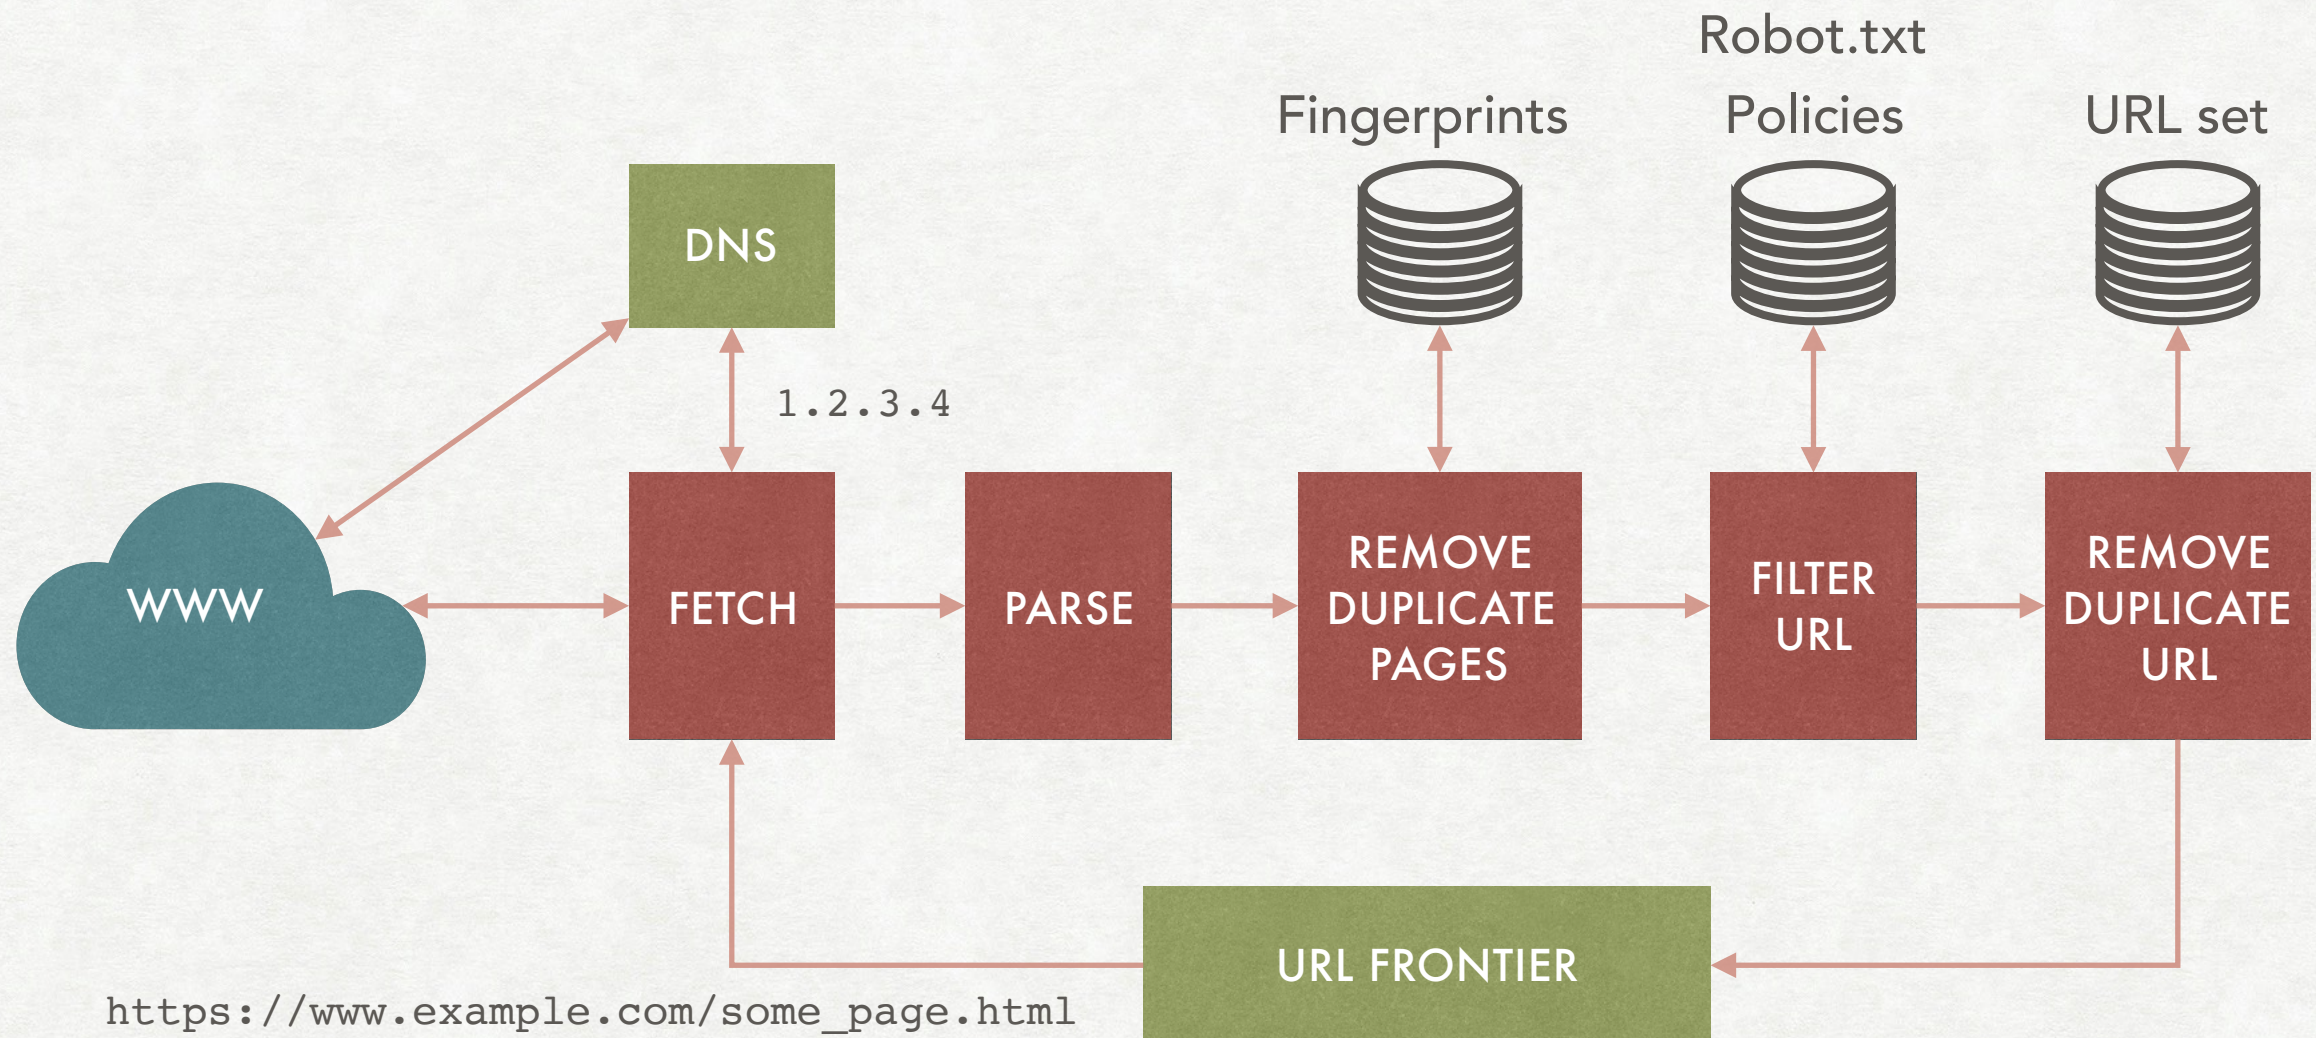 Robot.txt
Fingerprints
Policies
URL set
DNS
1.2.3.4
WWW
FETCH
PARSE
REMOVE
DUPLICATE
PAGES
FILTER
URL
REMOVE
DUPLICATE
URL
URL FRONTIER
https://www.example.com/some_page.html